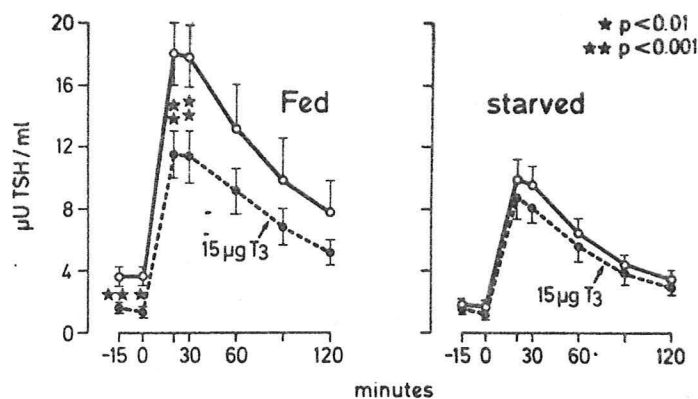 ★ p<0.01
★★ p<0.001
Fed
starved
µU TSH/ml
20
16
12
8
4
0
15 µg T3
15 µg T3
-15 0 30 60 120
-15 0 30 60 120
minutes